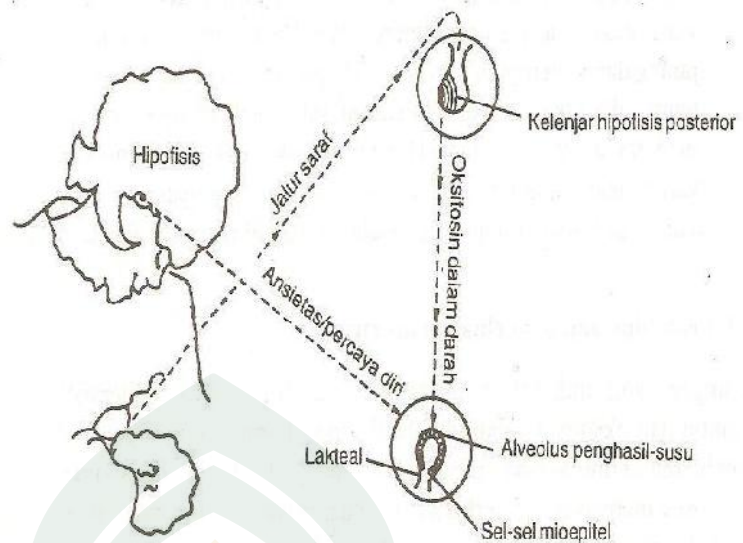 Kelenjar hipofisis posterior
Hipofisis
Jalur saraf
Oksitosin dalam darah
Ansietas/percaya diri
Alveolus penghasil-susu
Lakteal
Sel-sel mioepitel